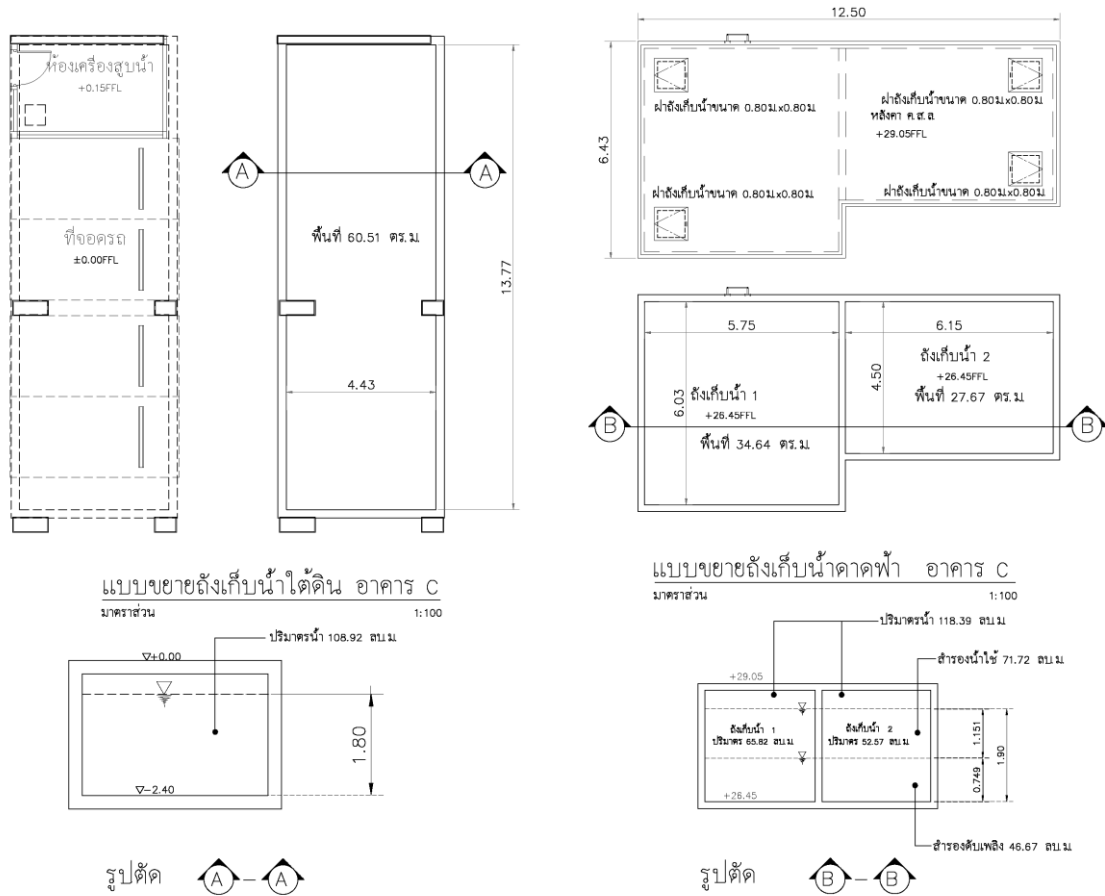 ห้องเครื่องสูบน้ำ
+0.15FFL
ที่จอดรถ
±0.00FFL
A
A
พื้นที่ 60.51 ตร.ม.
13.77
4.43
แบบขยายถังเก็บน้ำใต้ดิน อาคาร C
มาตราส่วน 1:100
ปริมาตรน้ำ 108.92 ลบ.ม.
+0.00
1.80
-2.40
รูปตัด A - A
12.50
6.43
ฝาถังเก็บน้ำขนาด 0.80ม.x0.80ม.
ฝาถังเก็บน้ำขนาด 0.80ม.x0.80ม.
หลังคา ค.ส.ล.
+29.05FFL
ฝาถังเก็บน้ำขนาด 0.80ม.x0.80ม.
ฝาถังเก็บน้ำขนาด 0.80ม.x0.80ม.
5.75
6.15
6.03
4.50
ถังเก็บน้ำ 1
+26.45FFL
พื้นที่ 34.64 ตร.ม.
ถังเก็บน้ำ 2
+26.45FFL
พื้นที่ 27.67 ตร.ม.
B
B
แบบขยายถังเก็บน้ำดาดฟ้า อาคาร C
มาตราส่วน 1:100
ปริมาตรน้ำ 118.39 ลบ.ม.
สำรองน้ำใช้ 71.72 ลบ.ม.
+29.05
ถังเก็บน้ำ 1
ปริมาตร 65.82 ลบ.ม.
ถังเก็บน้ำ 2
ปริมาตร 52.57 ลบ.ม.
1.151
1.90
0.749
+26.45
สำรองดับเพลิง 46.67 ลบ.ม.
รูปตัด B - B